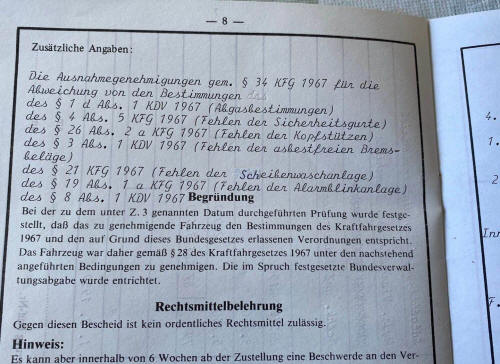 — 8 —
Zusätzliche Angaben:
Die Ausnahmegenehmigungen gem. § 34 KFG 1967 für die
Abweichung von den Bestimmungen
des § 1 d Abs. 1 KDV 1967 (Abgasbestimmungen)
des § 4 Abs. 5 KFG 1967 (Fehlen der Sicherheitsgurte)
des § 26 Abs. 2 a KFG 1967 (Fehlen der Kopfstützen)
des § 3 Abs. 1 KDV 1967 (Fehlen der asbestfreien Brems-
beläge)
des § 21 KFG 1967 (Fehlen der Scheibenwaschanlage)
des § 19 Abs. 1 a KFG 1967 (Fehlen der Alarmblinkanlage)
des § 8 Abs. 1 KDV 1967 Begründung
Bei der zu dem unter Z. 3 genannten Datum durchgeführten Prüfung wurde festge-
stellt, daß das zu genehmigende Fahrzeug den Bestimmungen des Kraftfahrgesetzes
1967 und den auf Grund dieses Bundesgesetzes erlassenen Verordnungen entspricht.
Das Fahrzeug war daher gemäß § 28 des Kraftfahrgesetzes 1967 unter den nachstehend
angeführten Bedingungen zu genehmigen. Die im Spruch festgesetzte Bundesverwal-
tungsabgabe wurde entrichtet.
Rechtsmittelbelehrung
Gegen diesen Bescheid ist kein ordentliches Rechtsmittel zulässig.
Hinweis:
Es kann aber innerhalb von 6 Wochen ab der Zustellung eine Beschwerde an den Ver-
4.
1.
2
Inn
F.